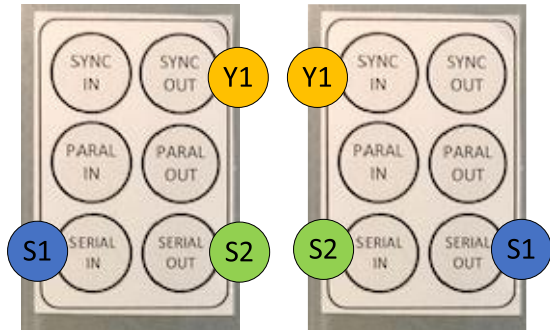 SYNC IN
SYNC OUT
Y1
Y1
SYNC IN
SYNC OUT
PARAL IN
PARAL OUT
PARAL IN
PARAL OUT
S1
SERIAL IN
SERIAL OUT
S2
S2
SERIAL IN
SERIAL OUT
S1